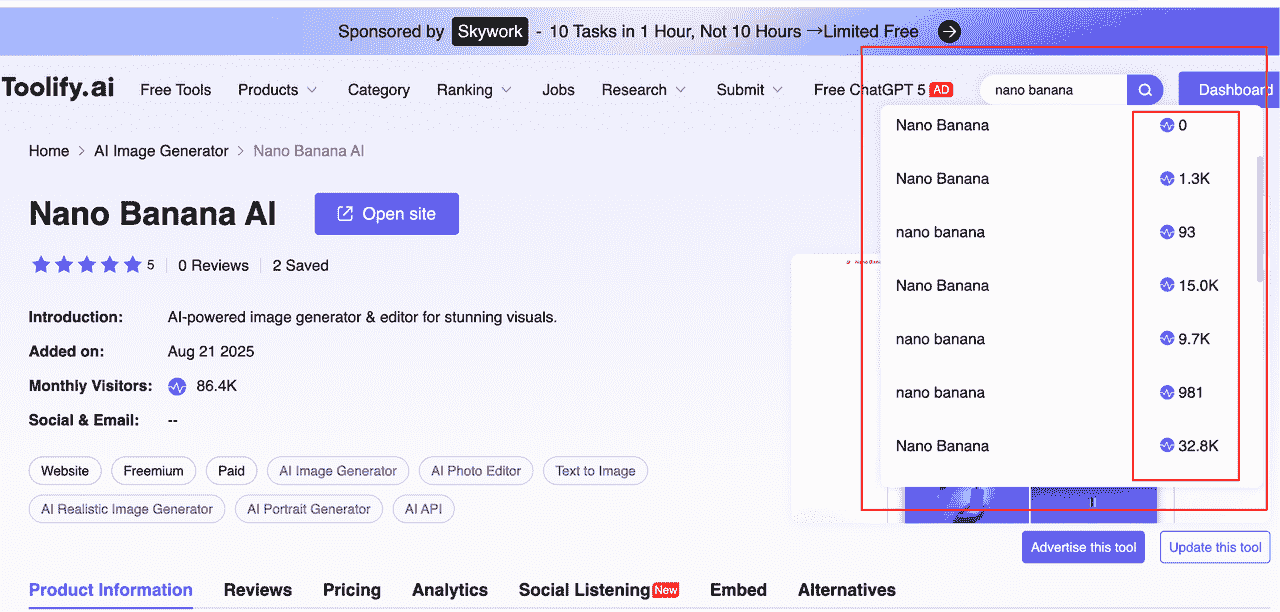 Sponsored by Skywork - 10 Tasks in 1 Hour, Not 10 Hours →Limited Free
Toolify.ai Free Tools Products Category Ranking Jobs Research Submit Free ChatGPT 5 AD nano banana Dashboard
Home > AI Image Generator > Nano Banana AI
Nano Banana AI Open site
5 0 Reviews 2 Saved
Introduction: AI-powered image generator & editor for stunning visuals.
Added on: Aug 21 2025
Monthly Visitors: 86.4K
Social & Email: --
Website Freemium Paid AI Image Generator AI Photo Editor Text to Image
AI Realistic Image Generator AI Portrait Generator AI API
Nano Banana 0
Nano Banana 1.3K
nano banana 93
Nano Banana 15.0K
nano banana 9.7K
nano banana 981
Nano Banana 32.8K
Advertise this tool Update this tool
Product Information Reviews Pricing Analytics Social Listening New Embed Alternatives